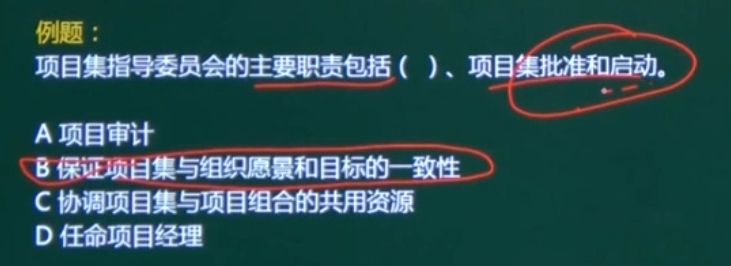 例题：
项目集指导委员会的主要职责包括（ ）、项目集批准和启动。
A 项目审计
B 保证项目集与组织愿景和目标的一致性
C 协调项目集与项目组合的共用资源
D 任命项目经理